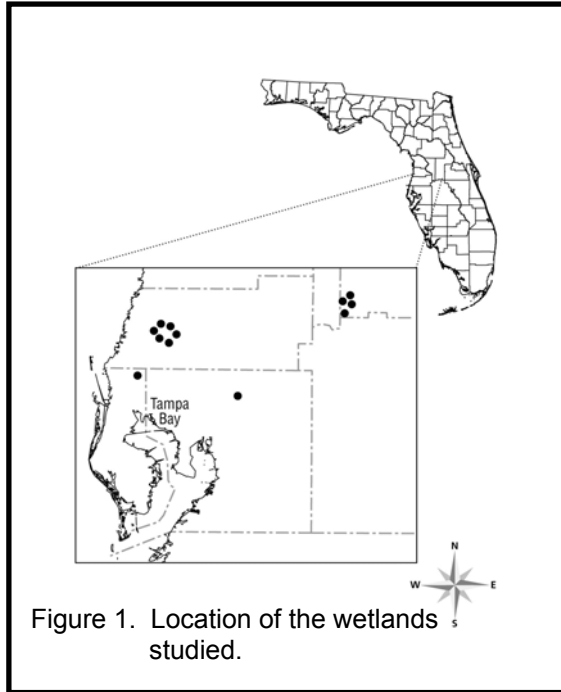 Tampa
Bay
N
W
E
S
Figure 1. Location of the wetlands
studied.